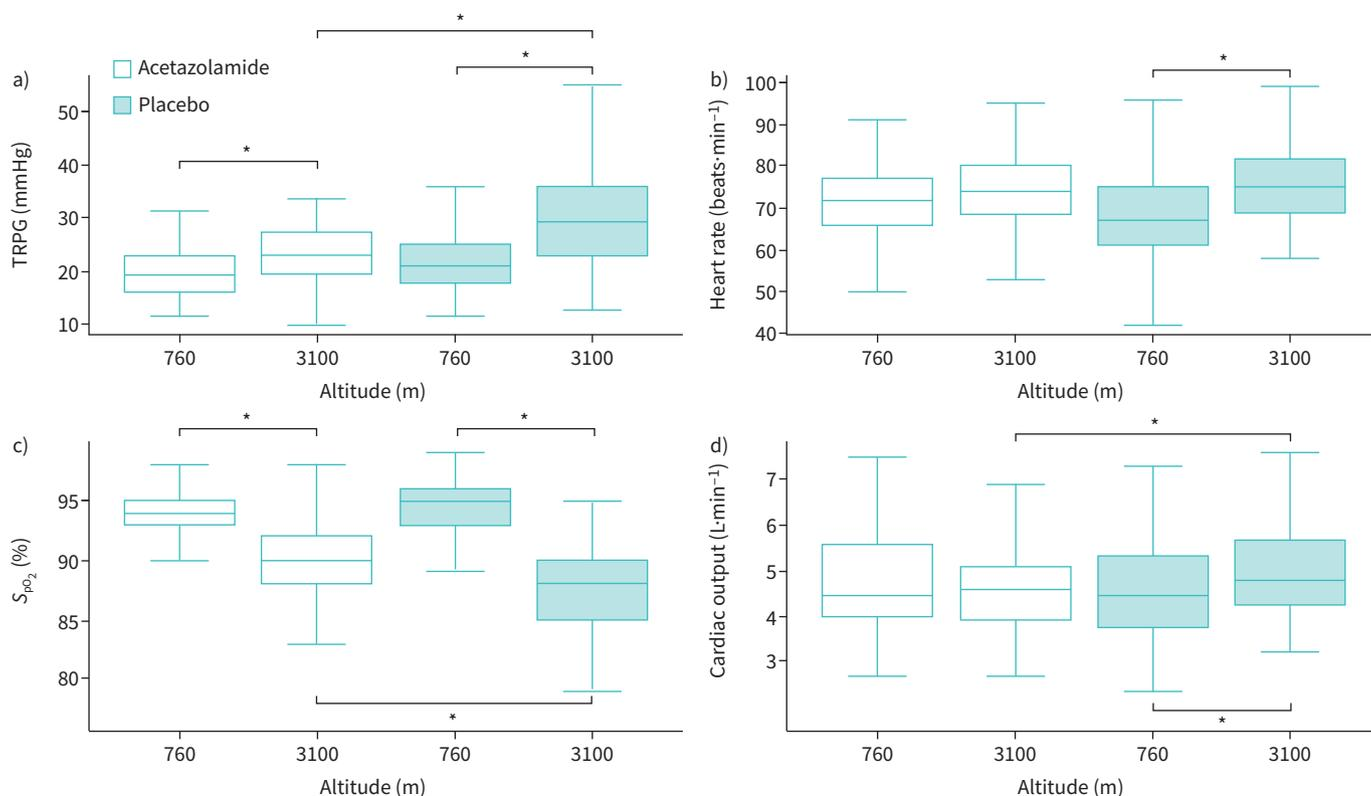 a)
Acetazolamide
Placebo
*
*
*
TRPG (mmHg)
50
40
30
20
10
760 3100 760 3100
Altitude (m)
b)
*
Heart rate (beats·min⁻¹)
100
90
80
70
60
50
40
760 3100 760 3100
Altitude (m)
c)
*
*
SpO₂ (%)
95
90
85
80
*
760 3100 760 3100
Altitude (m)
d)
*
Cardiac output (L·min⁻¹)
7
6
5
4
3
*
760 3100 760 3100
Altitude (m)